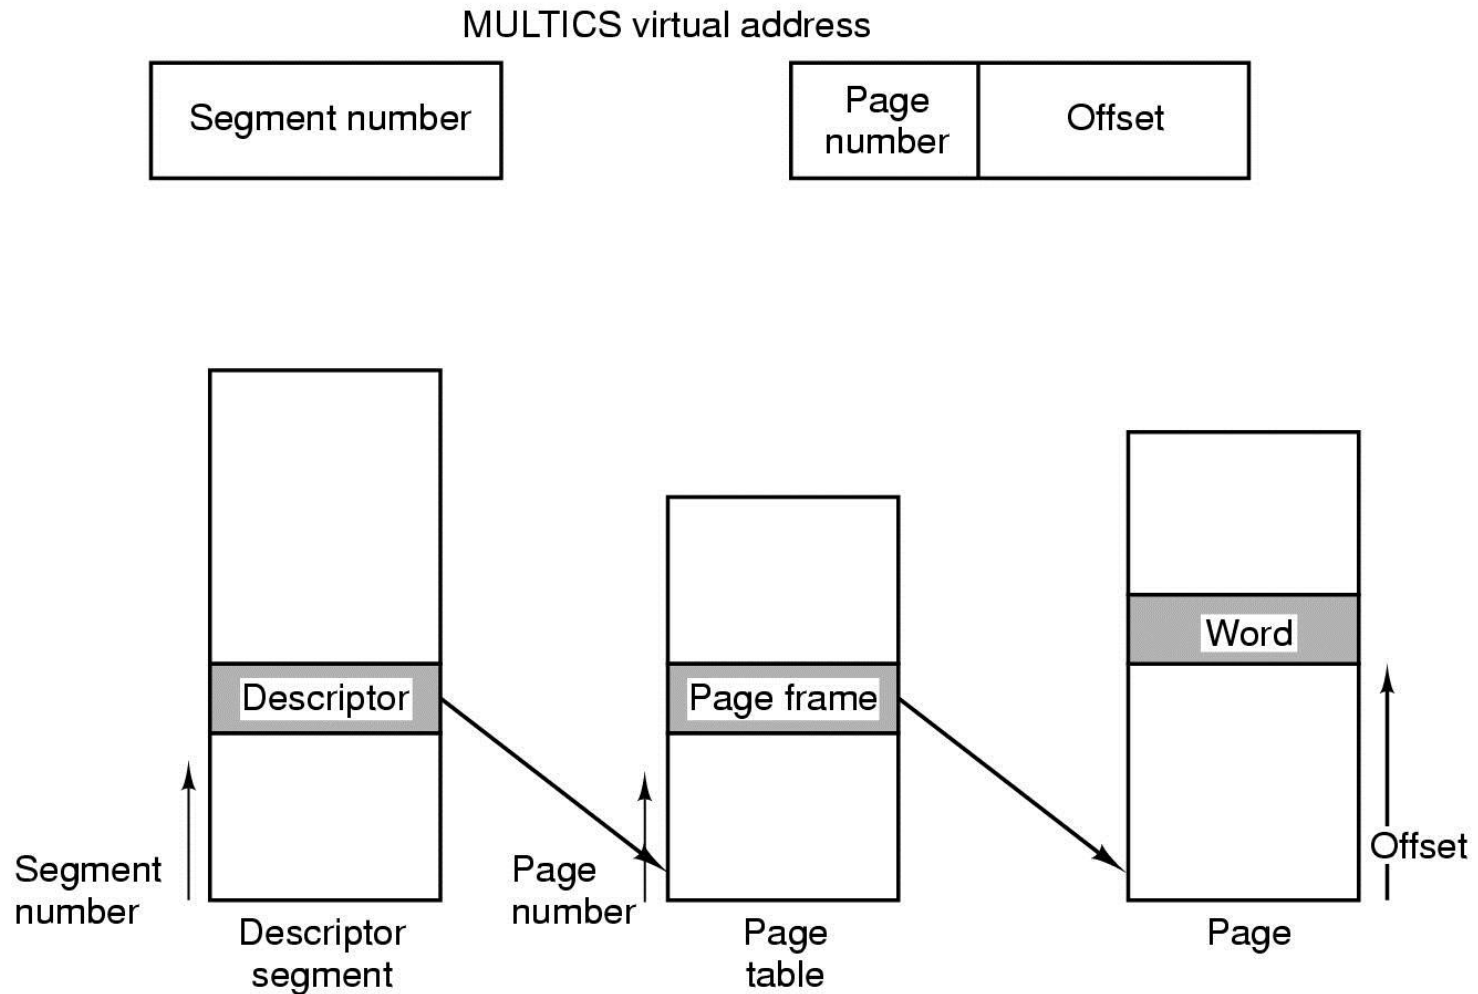 MULTICS virtual address
Segment number
Page
number
Offset
Descriptor
Page frame
Word
Segment
number
Page
number
Offset
Descriptor
segment
Page
table
Page